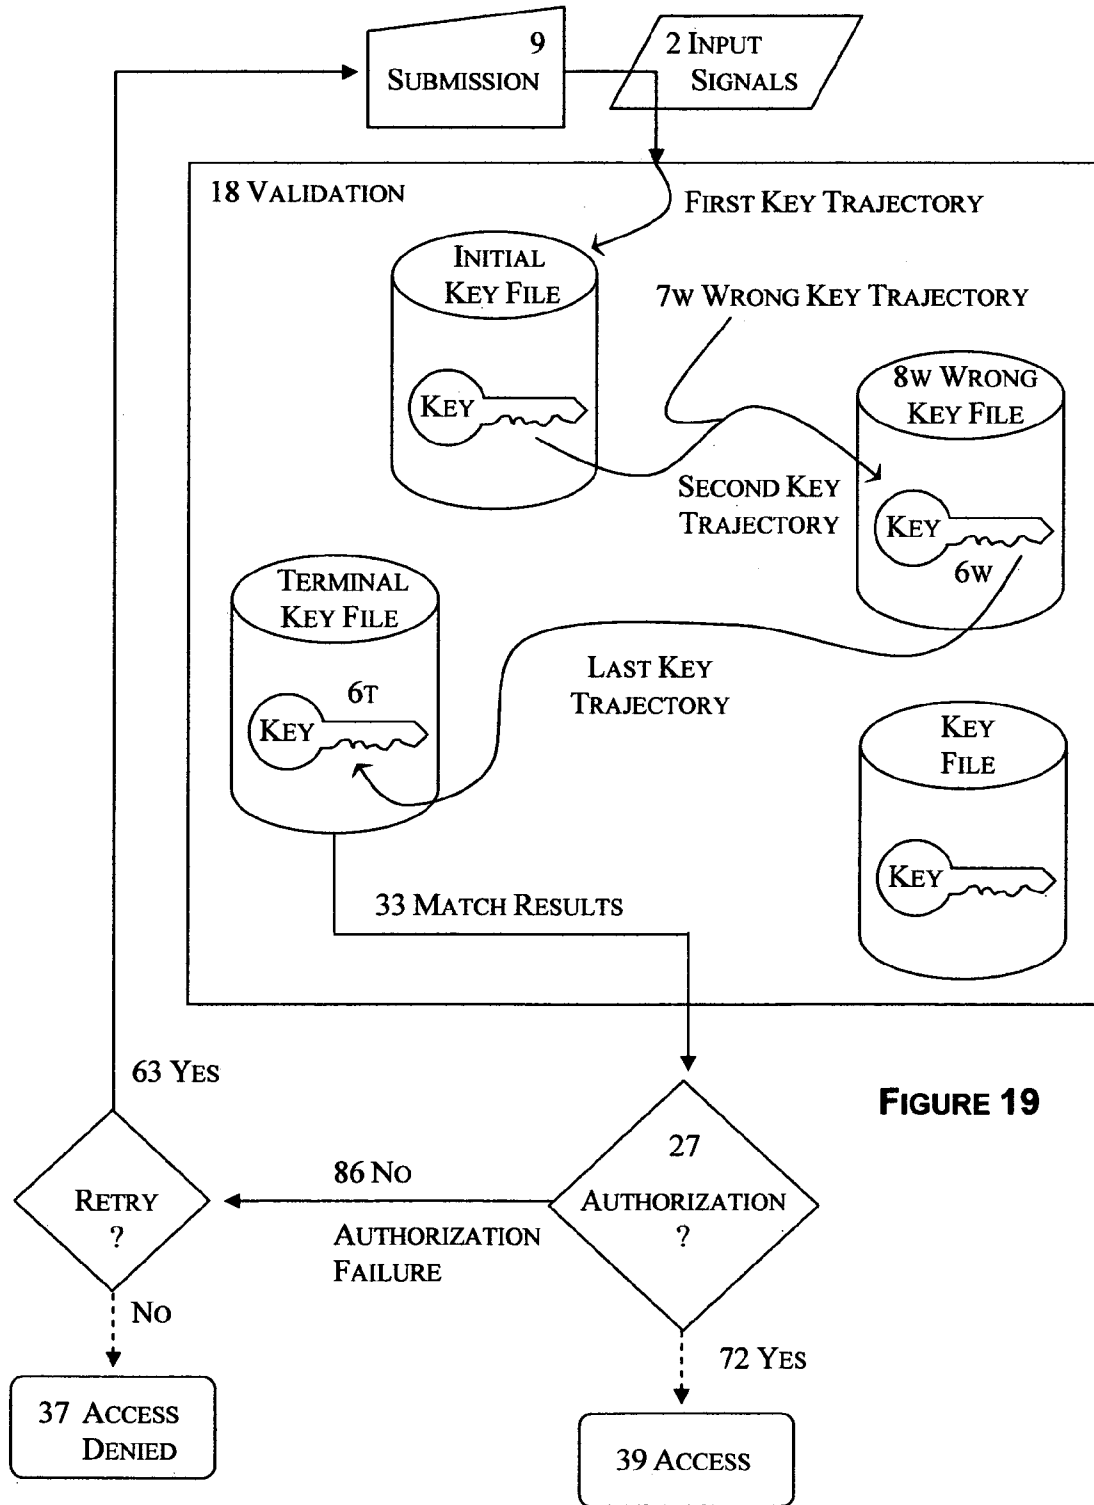 9
SUBMISSION
2 INPUT
SIGNALS
18 VALIDATION
FIRST KEY TRAJECTORY
INITIAL
KEY FILE
KEY
7W WRONG KEY TRAJECTORY
8W WRONG
KEY FILE
SECOND KEY
TRAJECTORY
KEY
6W
TERMINAL
KEY FILE
6T
KEY
LAST KEY
TRAJECTORY
KEY
FILE
KEY
33 MATCH RESULTS
63 YES
FIGURE 19
27
AUTHORIZATION
?
86 NO
AUTHORIZATION
FAILURE
RETRY
?
NO
72 YES
37 ACCESS
DENIED
39 ACCESS